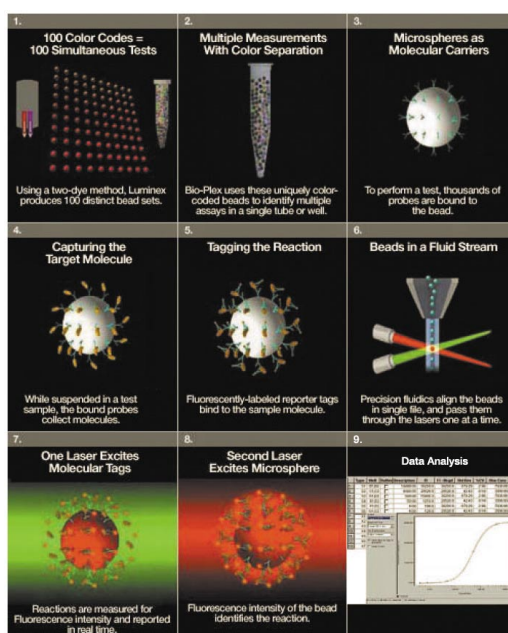 1.
100 Color Codes =
100 Simultaneous Tests
Using a two-dye method, Luminex
produces 100 distinct bead sets.
2.
Multiple Measurements
With Color Separation
Bio-Plex uses these uniquely color-
coded beads to identify multiple
assays in a single tube or well.
3.
Microspheres as
Molecular Carriers
To perform a test, thousands of
probes are bound to
the bead.
4.
Capturing the
Target Molecule
While suspended in a test
sample, the bound probes
collect molecules.
5.
Tagging the Reaction
Fluorescently-labeled reporter tags
bind to the sample molecule.
6.
Beads in a Fluid Stream
Precision fluidics align the beads
in single file, and pass them
through the lasers one at a time.
7.
One Laser Excites
Molecular Tags
Reactions are measured for
Fluorescence intensity and reported
in real time.
8.
Second Laser
Excites Microsphere
Fluorescence intensity of the bead
identifies the reaction.
9.
Data Analysis
Type Well Description